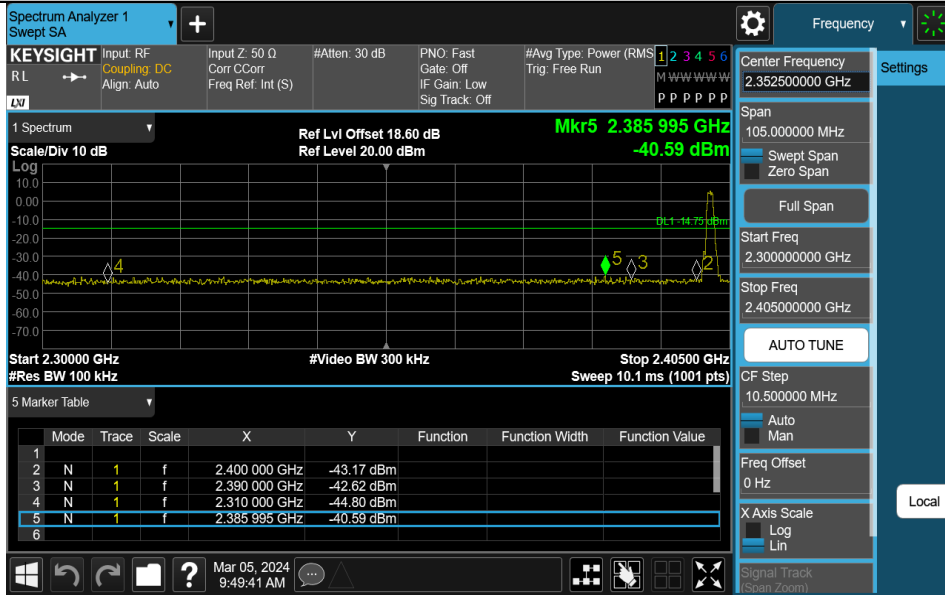 Spectrum Analyzer 1
Swept SA
+
Frequency
KEYSIGHT
R L
LXI
Input: RF
Coupling: DC
Align: Auto
Input Z: 50 Ω
Corr CCorr
Freq Ref: Int (S)
#Atten: 30 dB
PNO: Fast
Gate: Off
IF Gain: Low
Sig Track: Off
#Avg Type: Power (RMS
Trig: Free Run
1 2 3 4 5 6
M W W W W W
P P P P P P
1 Spectrum
Scale/Div 10 dB
Ref Lvl Offset 18.60 dB
Ref Level 20.00 dBm
Mkr5 2.385 995 GHz
-40.59 dBm
Log
10.0
0.00
-10.0
-20.0
-30.0
-40.0
-50.0
-60.0
-70.0
DL1 -14.75 dBm
4
5
3
2
Start 2.30000 GHz
#Video BW 300 kHz
Stop 2.40500 GHz
#Res BW 100 kHz
Sweep 10.1 ms (1001 pts)
5 Marker Table
Mode Trace Scale X Y Function Function Width Function Value
1
2 N 1 f 2.400 000 GHz -43.17 dBm
3 N 1 f 2.390 000 GHz -42.62 dBm
4 N 1 f 2.310 000 GHz -44.80 dBm
5 N 1 f 2.385 995 GHz -40.59 dBm
6
?
Mar 05, 2024
9:49:41 AM
Center Frequency
2.352500000 GHz
Span
105.000000 MHz
Swept Span
Zero Span
Full Span
Start Freq
2.300000000 GHz
Stop Freq
2.405000000 GHz
AUTO TUNE
CF Step
10.500000 MHz
Auto
Man
Freq Offset
0 Hz
X Axis Scale
Log
Lin
Signal Track
(Span Zoom)
Settings
Local